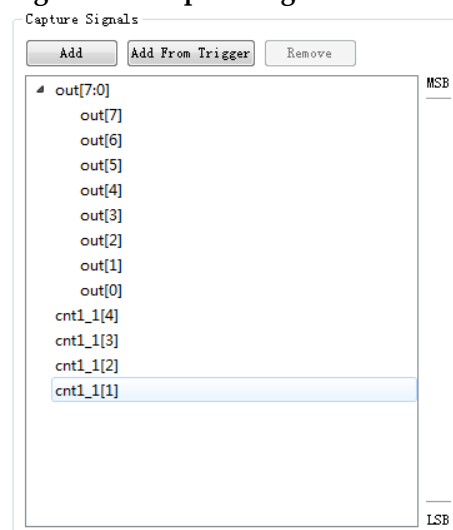 Capture Signals
Add Add From Trigger Remove
MSB
out[7:0]
out[7]
out[6]
out[5]
out[4]
out[3]
out[2]
out[1]
out[0]
cnt1_1[4]
cnt1_1[3]
cnt1_1[2]
cnt1_1[1]
LSB